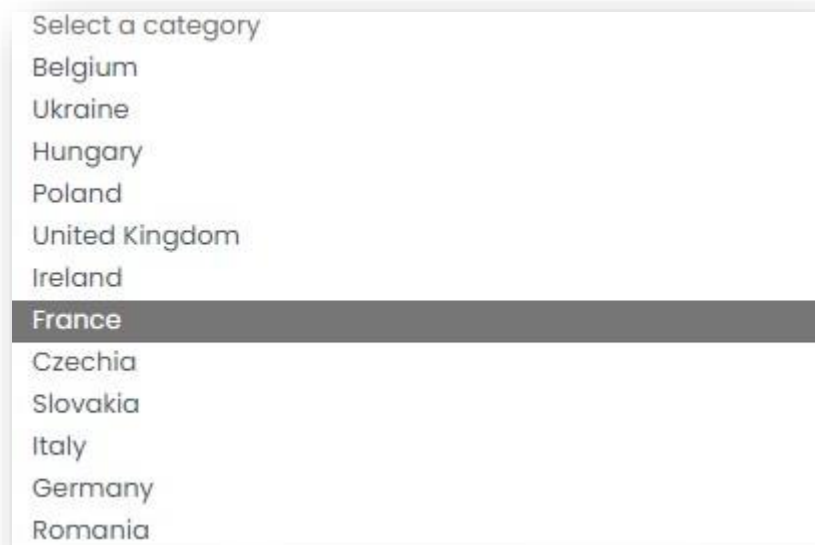 Select a category
Belgium
Ukraine
Hungary
Poland
United Kingdom
Ireland
France
Czechia
Slovakia
Italy
Germany
Romania